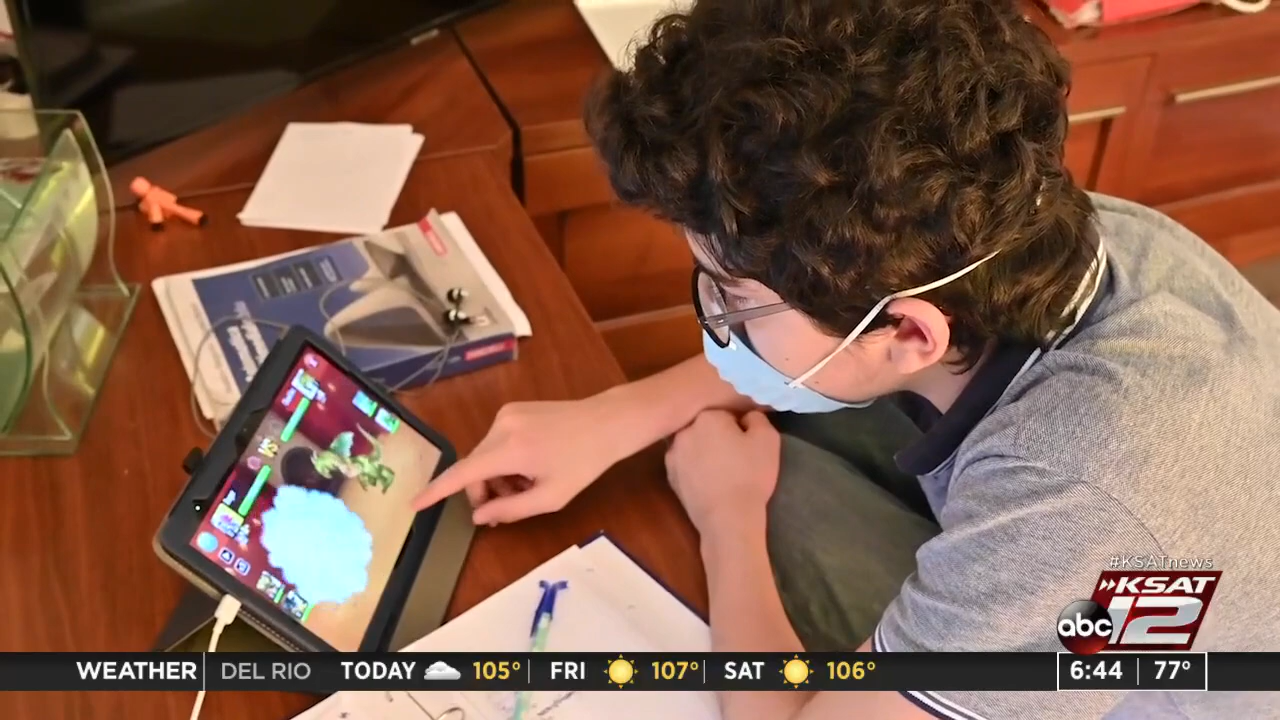 #KSATnews
KSAT
abc 12
WEATHER DEL RIO TODAY 105° FRI 107° SAT 106° 6:44 77°